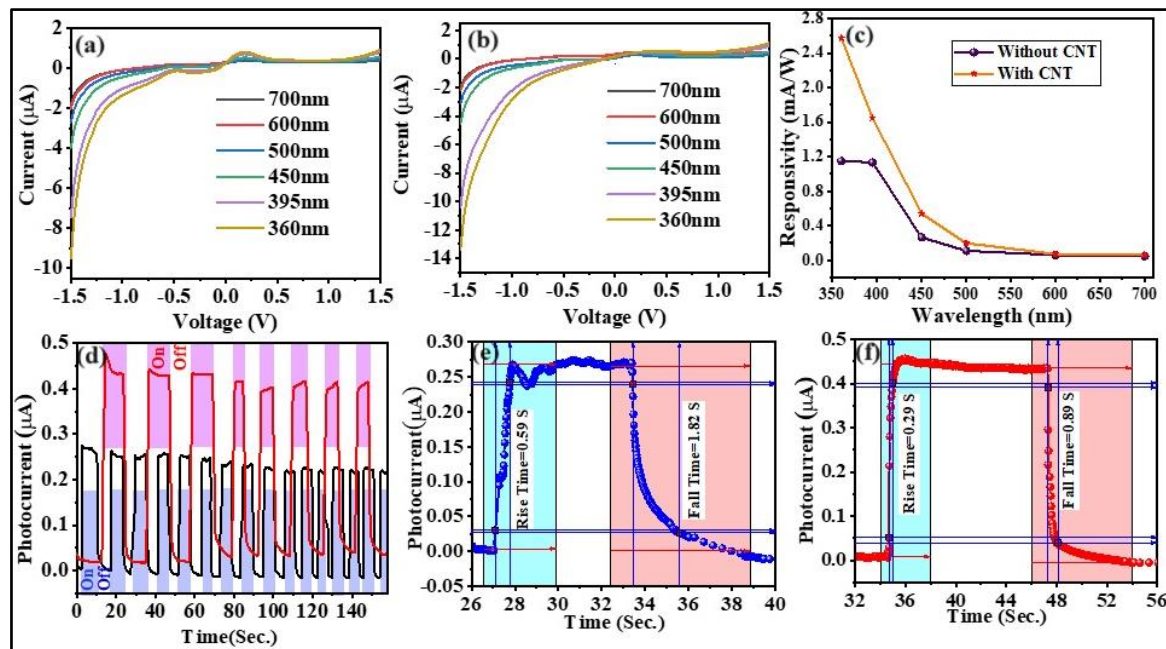 (a)
Current (µA)
2
0
-2
-4
-6
-8
-10
700nm
600nm
500nm
450nm
395nm
360nm
-1.5 -1.0 -0.5 0.0 0.5 1.0 1.5
Voltage (V)
(b)
Current (µA)
2
0
-2
-4
-6
-8
-10
-12
-14
700nm
600nm
500nm
450nm
395nm
360nm
-1.5 -1.0 -0.5 0.0 0.5 1.0 1.5
Voltage (V)
(c)
Responsivity (mA/W)
3.0
2.4
1.8
1.2
0.6
0.0
Without CNT
With CNT
350 400 450 500 550 600 650 700
Wavelength (nm)
(d)
Photocurrent (µA)
0.5
0.4
0.3
0.2
0.1
0.0
On
Off
On
Off
0 20 40 60 80 100 120 140
Time(Sec.)
(e)
Photocurrent(µA)
0.35
0.30
0.25
0.20
0.15
0.10
0.05
0.00
-0.05
Rise Time=0.59 S
Fall Time=1.82 S
26 28 30 32 34 36 38 40
Time (Sec.)
(f)
Photocurrent (µA)
0.5
0.4
0.3
0.2
0.1
0.0
Rise Time=0.29 S
Fall Time=0.89 S
32 36 40 44 48 52 56
Time (Sec.)